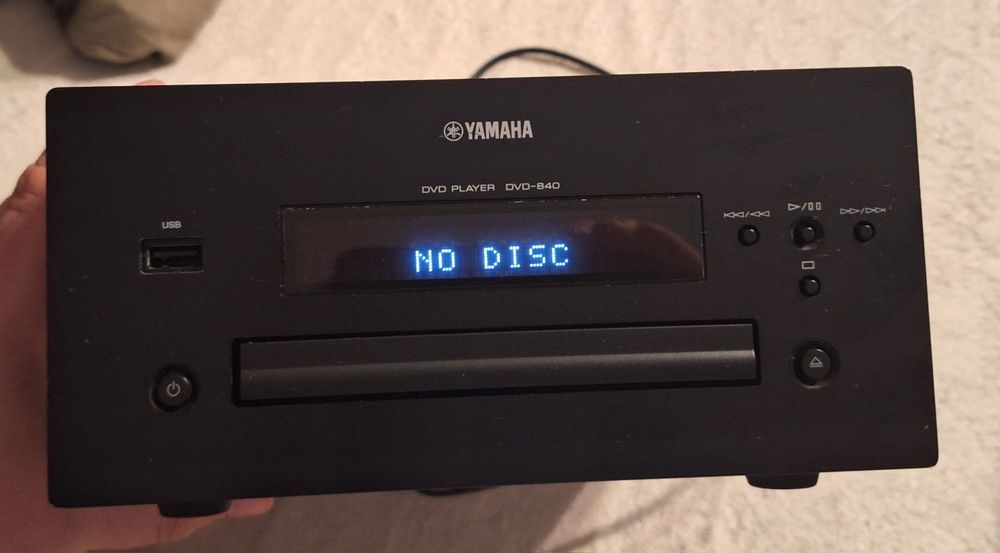 YAMAHA
DVD PLAYER DVD-840
USB
NO DISC